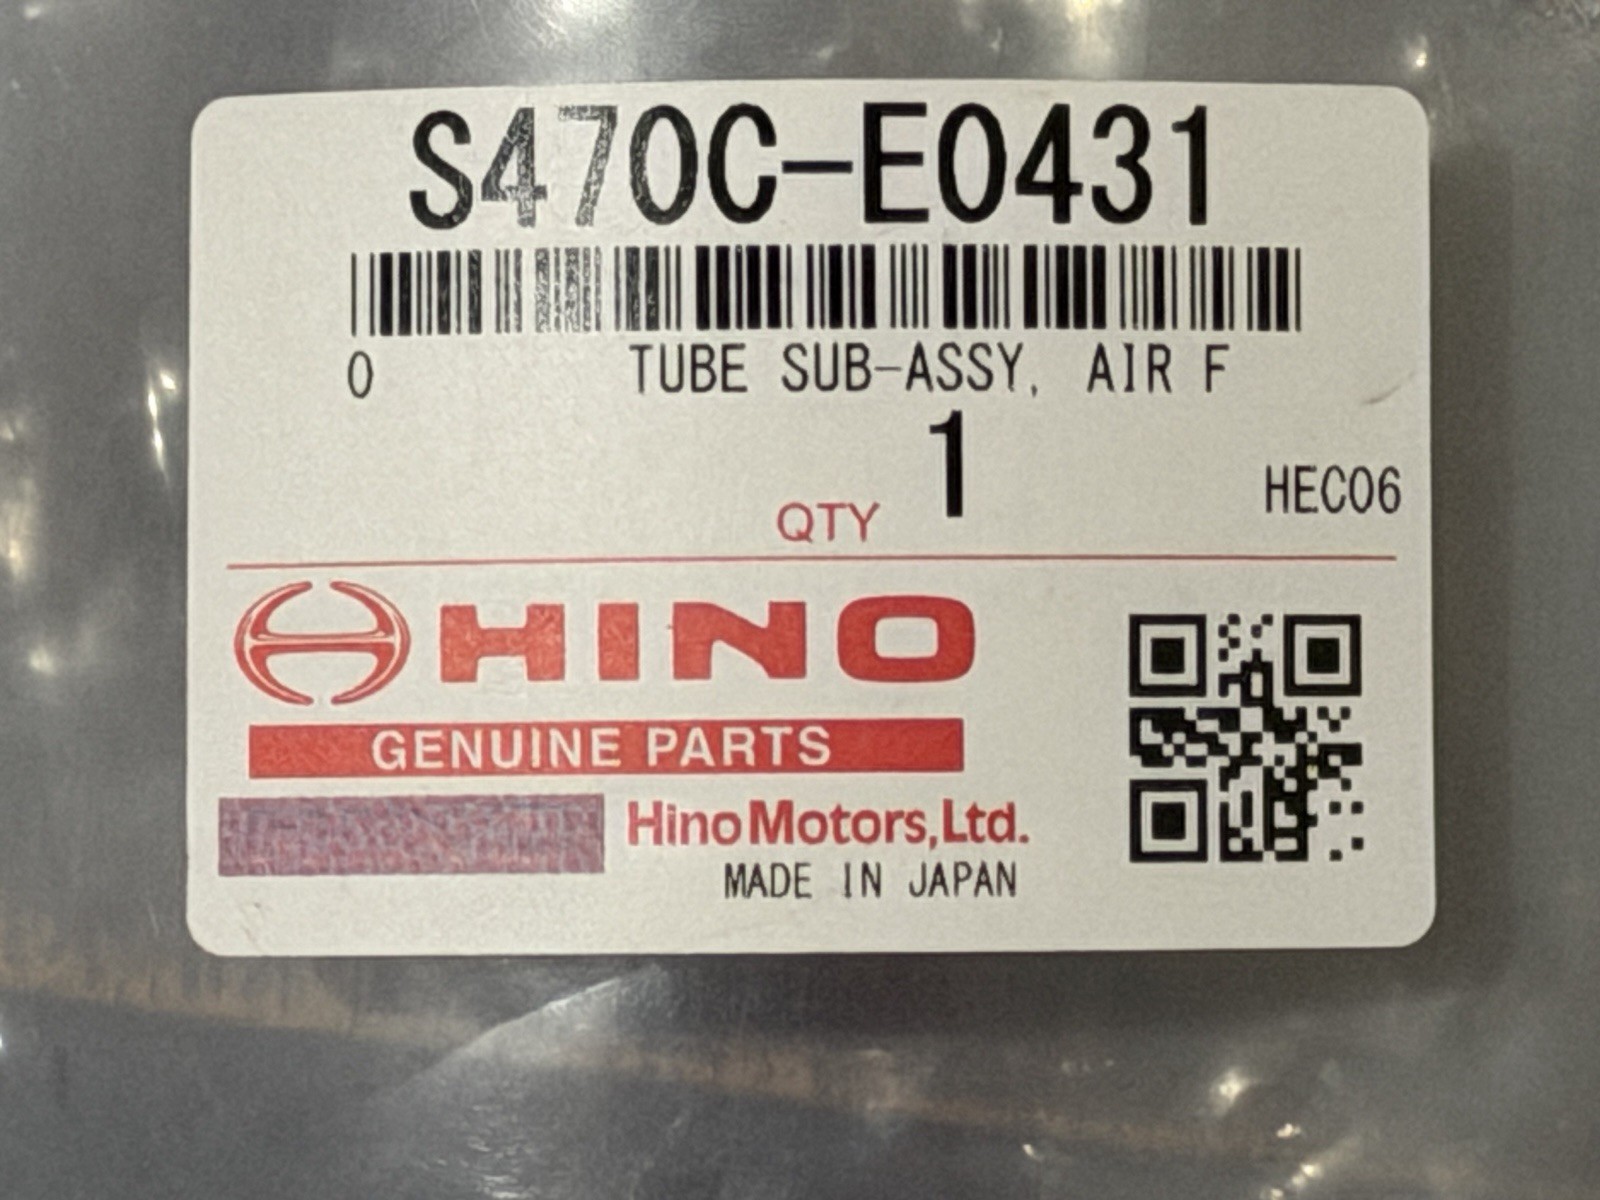 S470C-E0431
0 TUBE SUB-ASSY, AIR F
QTY 1
HEC06
HINO
GENUINE PARTS
Hino Motors, Ltd.
MADE IN JAPAN